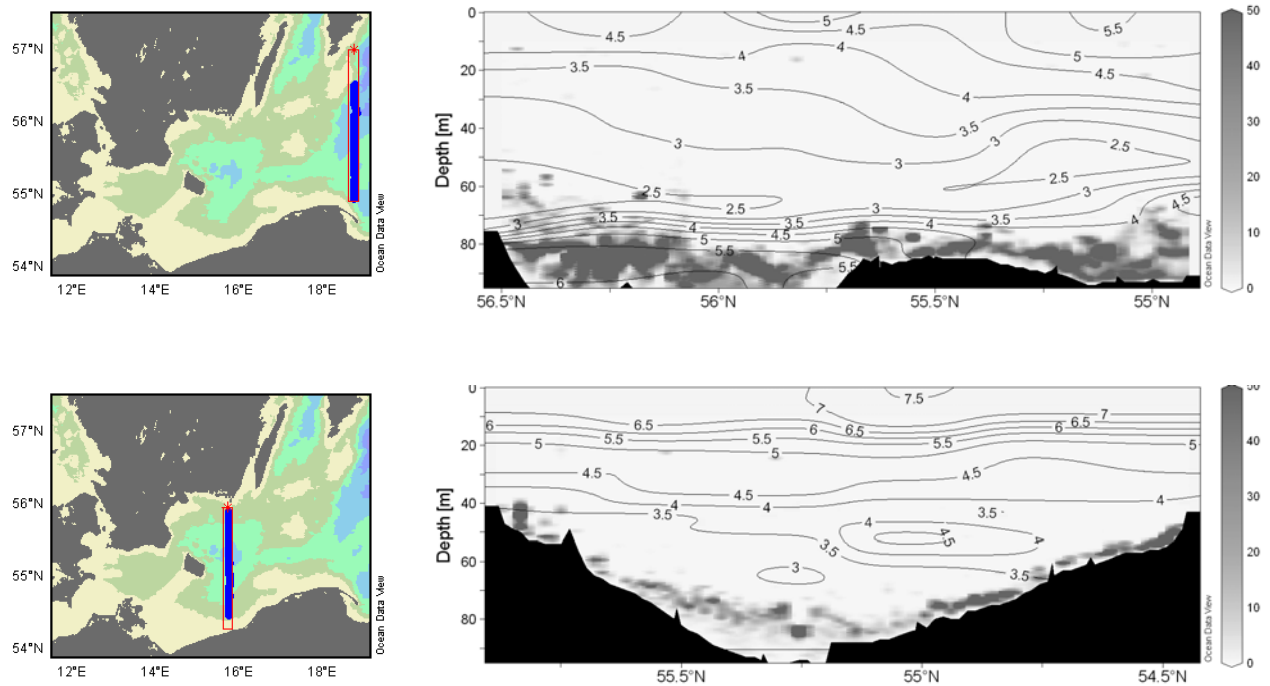 57°N
56°N
55°N
54°N
12°E 14°E 16°E 18°E
Ocean Data View
Depth [m]
0
20
40
60
80
56.5°N 56°N 55.5°N 55°N
4.5 5 4.5 5.5
4 4 5
3.5 3.5 4.5
4
3.5
3 3 3 2.5
2.5 2.5 2.5 3
3 3.5 3.5 3 4 3.5 4 4.5
4 4.5
5 5
5.5 5.5
6
Ocean Data View
50
40
30
20
10
0
57°N
56°N
55°N
54°N
12°E 14°E 16°E 18°E
Ocean Data View
Depth [m]
0
20
40
60
80
55.5°N 55°N 54.5°N
7 7.5 7
6 6.5 6 6.5 6 6.5
5 5.5 5.5 5 5.5 5
4.5 4.5 4.5
4 4 4
3.5 4 3.5
4.5 4
3.5
3 3.5
Ocean Data View
50
40
30
20
10
0